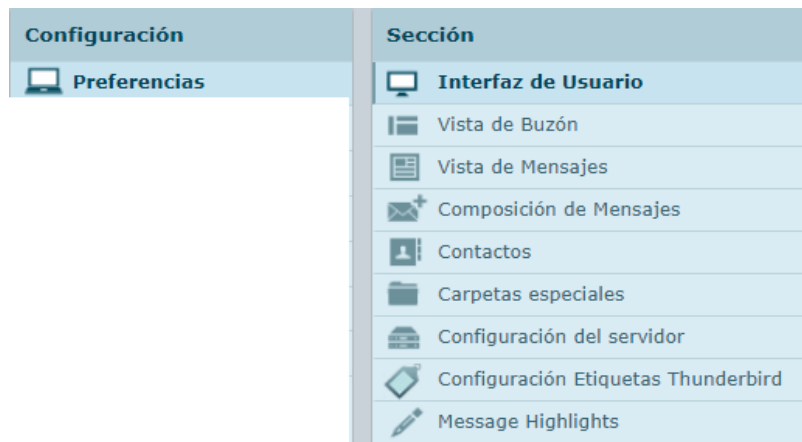 Configuración
Preferencias
Sección
Interfaz de Usuario
Vista de Buzón
Vista de Mensajes
Composición de Mensajes
Contactos
Carpetas especiales
Configuración del servidor
Configuración Etiquetas Thunderbird
Message Highlights